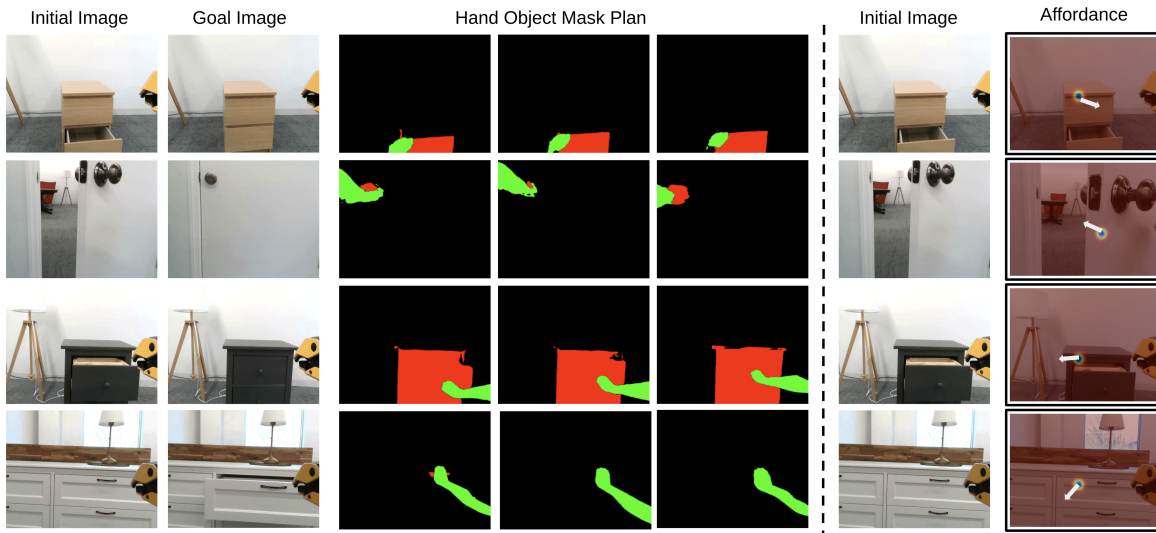 Initial Image
Goal Image
Hand Object Mask Plan
Initial Image
Affordance